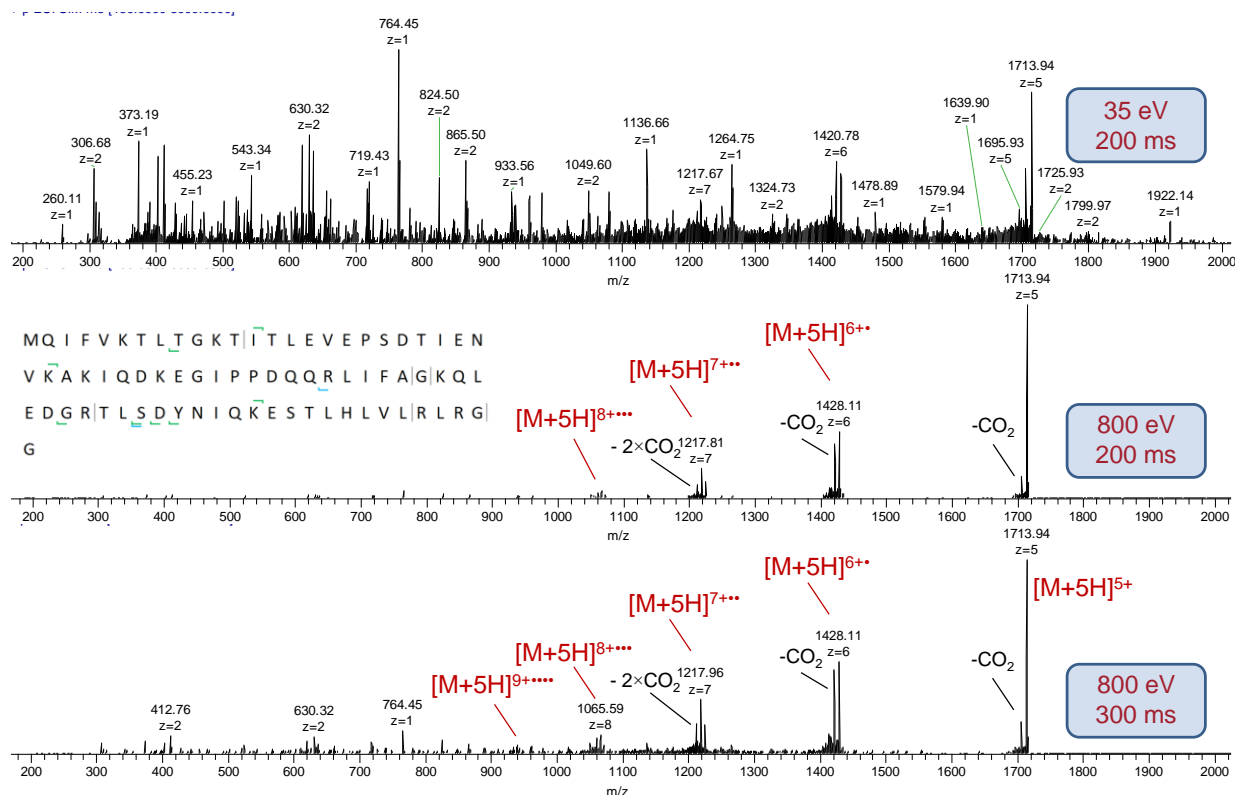 764.45
z=1
1713.94
z=5
35 eV
200 ms
824.50
z=2
630.32
z=2
373.19
z=1
1639.90
z=1
1136.66
z=1
306.68
z=2
865.50
z=2
1264.75
z=1
1420.78
z=6
1695.93
z=5
543.34
z=1
719.43
z=1
933.56
z=1
1049.60
z=2
1217.67
z=7
1725.93
z=2
455.23
z=1
1324.73
z=2
1478.89
z=1
1579.94
z=1
1799.97
z=2
1922.14
z=1
260.11
z=1
200 300 400 500 600 700 800 900 1000 1100 1200 1300 1400 1500 1600 1700 1800 1900 2000
m/z
1713.94
z=5
MQIFVKTLTGKTITLEVEPSDTIEN
VKAKIQDKEGIPPDQQRLIFAGKQL
EDGRTLSDYNIQKESTLHLVLRLRG
G
[M+5H]6+•
[M+5H]7+••
[M+5H]8+•••
-CO2
1428.11
z=6
- 2×CO2
1217.81
z=7
-CO2
800 eV
200 ms
200 300 400 500 600 700 800 900 1000 1100 1200 1300 1400 1500 1600 1700 1800 1900 2000
m/z
1713.94
z=5
[M+5H]6+•
[M+5H]5+
[M+5H]7+••
[M+5H]8+•••
[M+5H]9+••••
1428.11
z=6
-CO2
- 2×CO2
1217.96
z=7
-CO2
1065.59
z=8
412.76
z=2
630.32
z=2
764.45
z=1
800 eV
300 ms
200 300 400 500 600 700 800 900 1000 1100 1200 1300 1400 1500 1600 1700 1800 1900 2000
m/z